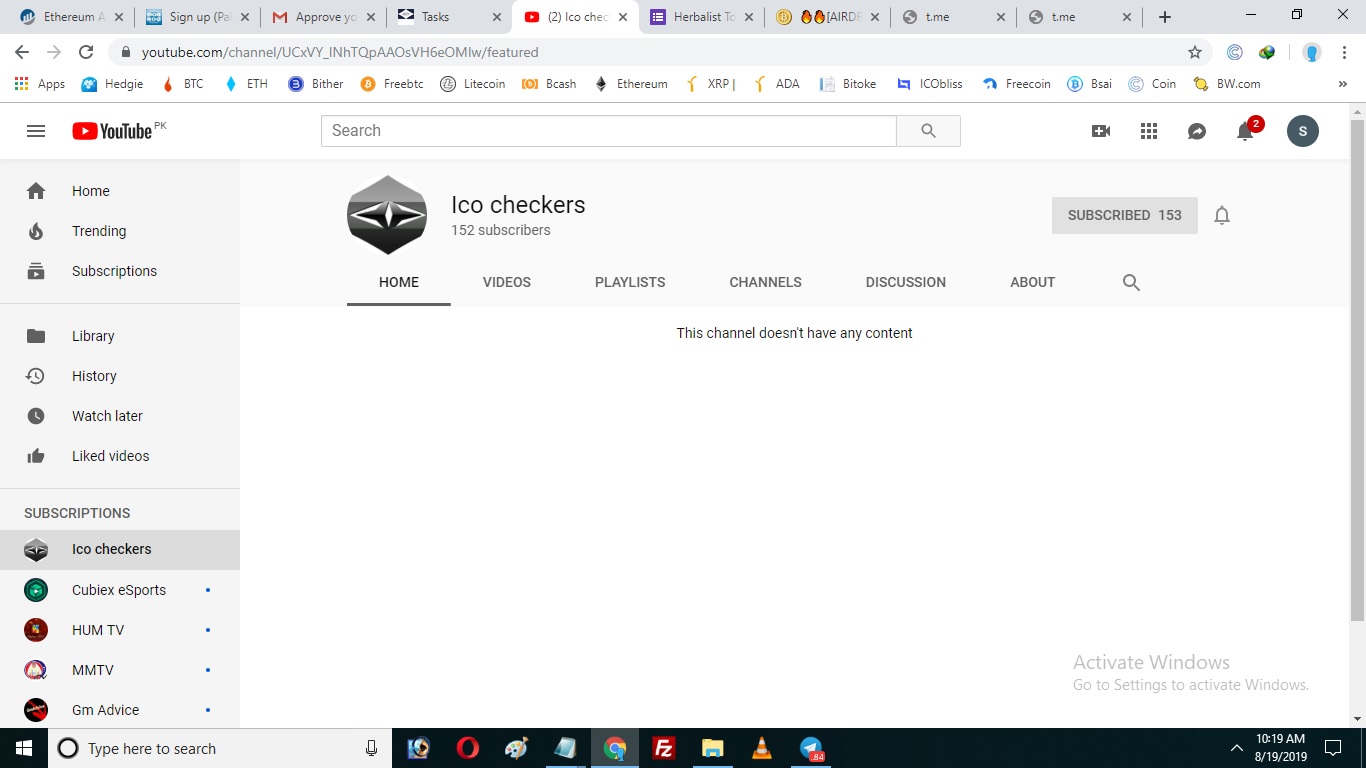 Ethereum A
Sign up (Pa
Approve yo
Tasks
(2) Ico chec
Herbalist To
[AIRDR
t.me
t.me
youtube.com/channel/UCxVY_INhTQpAAOsVH6eOMIw/featured
Apps
Hedgie
BTC
ETH
Bither
Freebtc
Litecoin
Bcash
Ethereum
XRP |
ADA
Bitoke
ICObliss
Freecoin
Bsai
Coin
BW.com
»
YouTube PK
Search
2
S
Home
Trending
Subscriptions
Library
History
Watch later
Liked videos
SUBSCRIPTIONS
Ico checkers
Cubiex eSports
HUM TV
MMTV
Gm Advice
Ico checkers
152 subscribers
SUBSCRIBED 153
HOME
VIDEOS
PLAYLISTS
CHANNELS
DISCUSSION
ABOUT
This channel doesn't have any content
Activate Windows
Go to Settings to activate Windows.
Type here to search
84
10:19 AM
8/19/2019